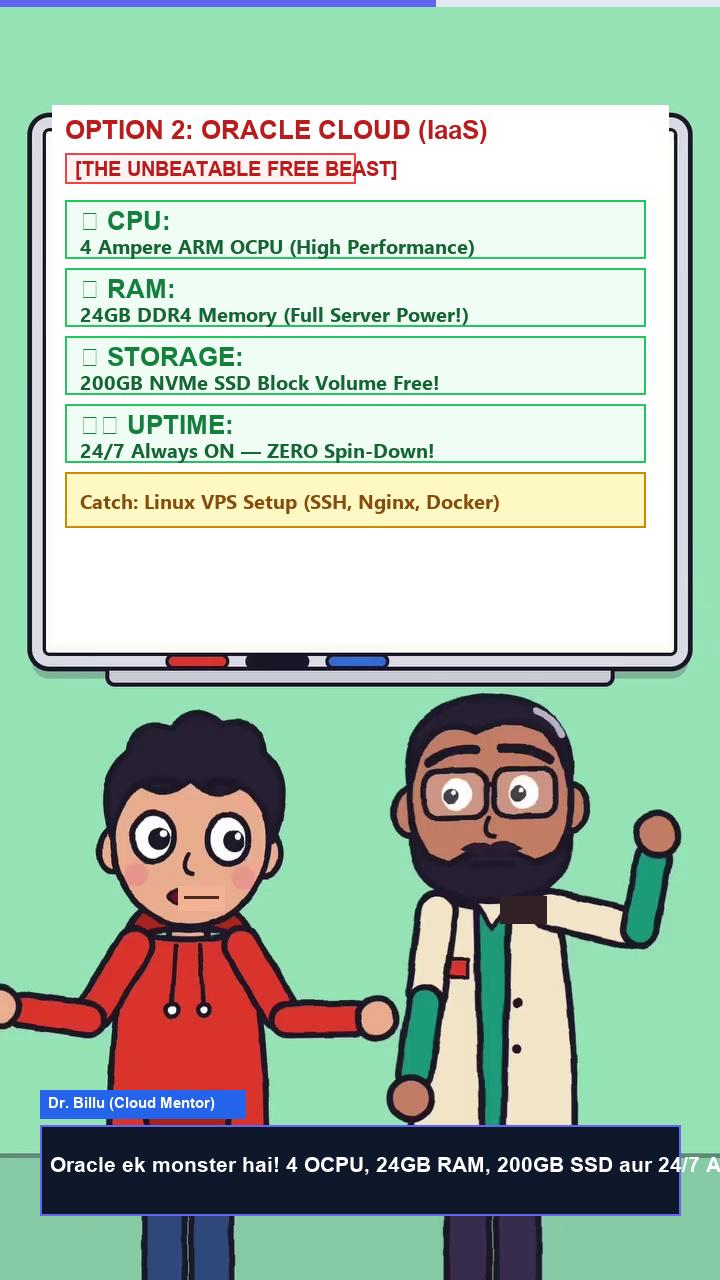 OPTION 2: ORACLE CLOUD (IaaS)
[THE UNBEATABLE FREE BEAST]
CPU:
4 Ampere ARM OCPU (High Performance)
RAM:
24GB DDR4 Memory (Full Server Power!)
STORAGE:
200GB NVMe SSD Block Volume Free!
UPTIME:
24/7 Always ON — ZERO Spin-Down!
Catch: Linux VPS Setup (SSH, Nginx, Docker)
Dr. Billu (Cloud Mentor)
Oracle ek monster hai! 4 OCPU, 24GB RAM, 200GB SSD aur 24/7